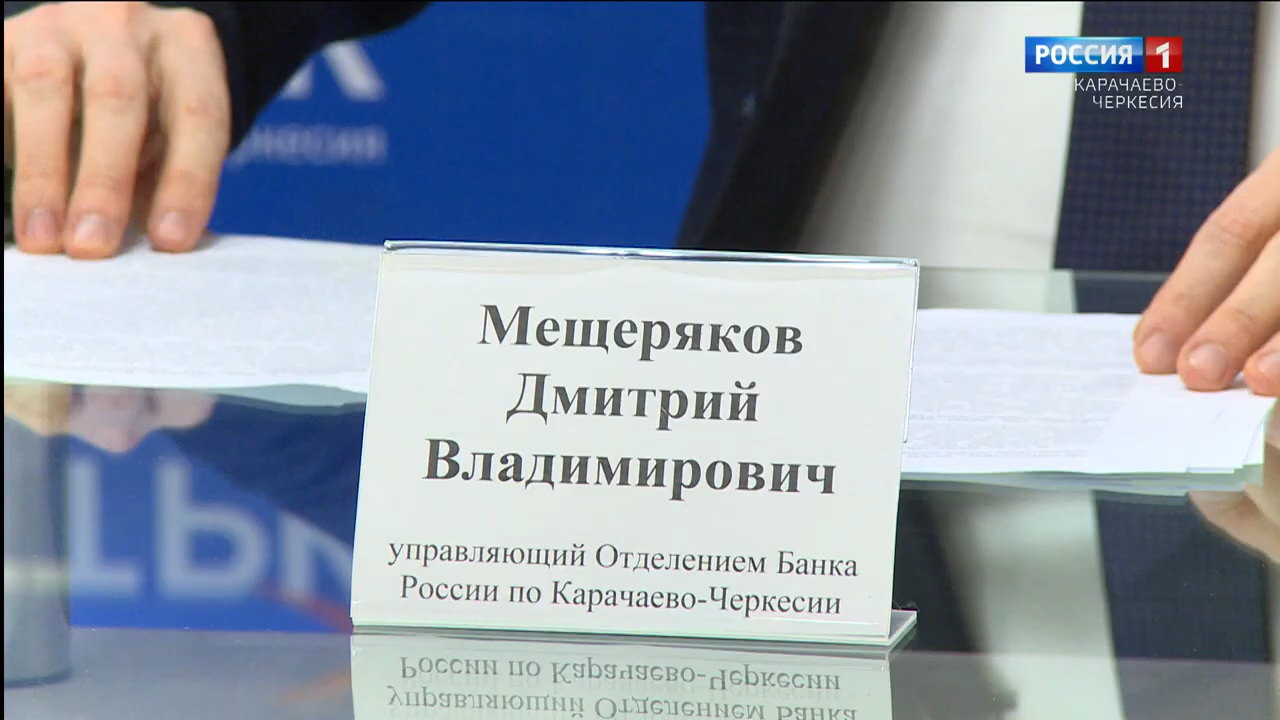 РОССИЯ 1
КАРАЧАЕВО-
ЧЕРКЕСИЯ
Мещеряков
Дмитрий
Владимирович
управляющий Отделением Банка
России по Карачаево-Черкесии